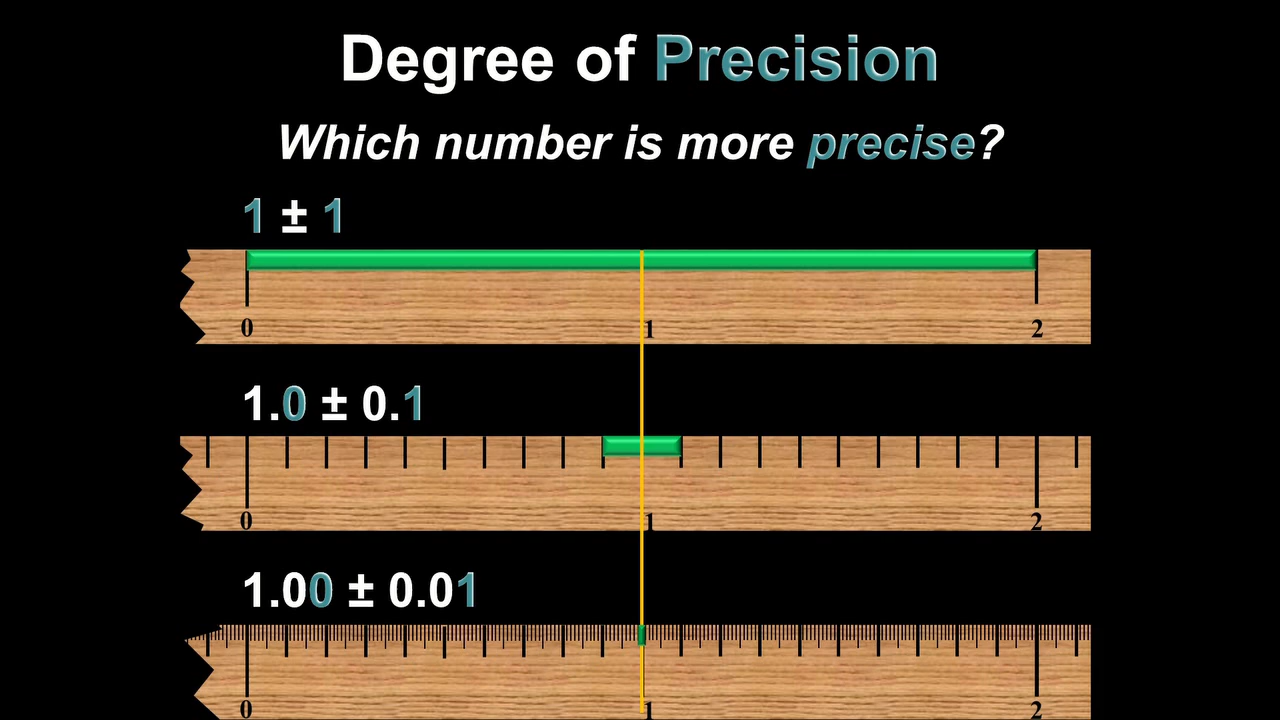 Degree of Precision
Which number is more precise?
1 ± 1
0 1 2
1.0 ± 0.1
0 1 2
1.00 ± 0.01
0 1 2